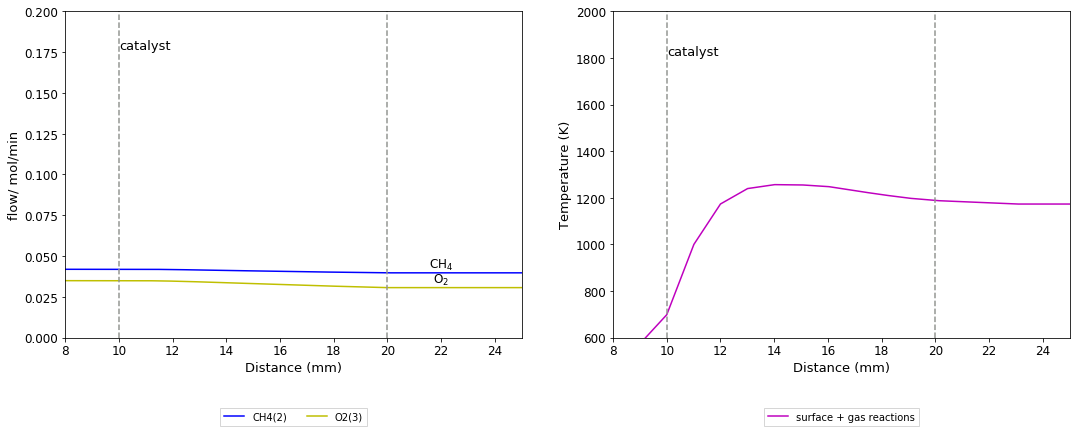 0.200
0.175
0.150
0.125
0.100
0.075
0.050
0.025
0.000
flow/ mol/min
catalyst
CH₄
O₂
8 10 12 14 16 18 20 22 24
Distance (mm)
CH4(2) O2(3)
2000
1800
1600
1400
1200
1000
800
600
Temperature (K)
catalyst
8 10 12 14 16 18 20 22 24
Distance (mm)
surface + gas reactions